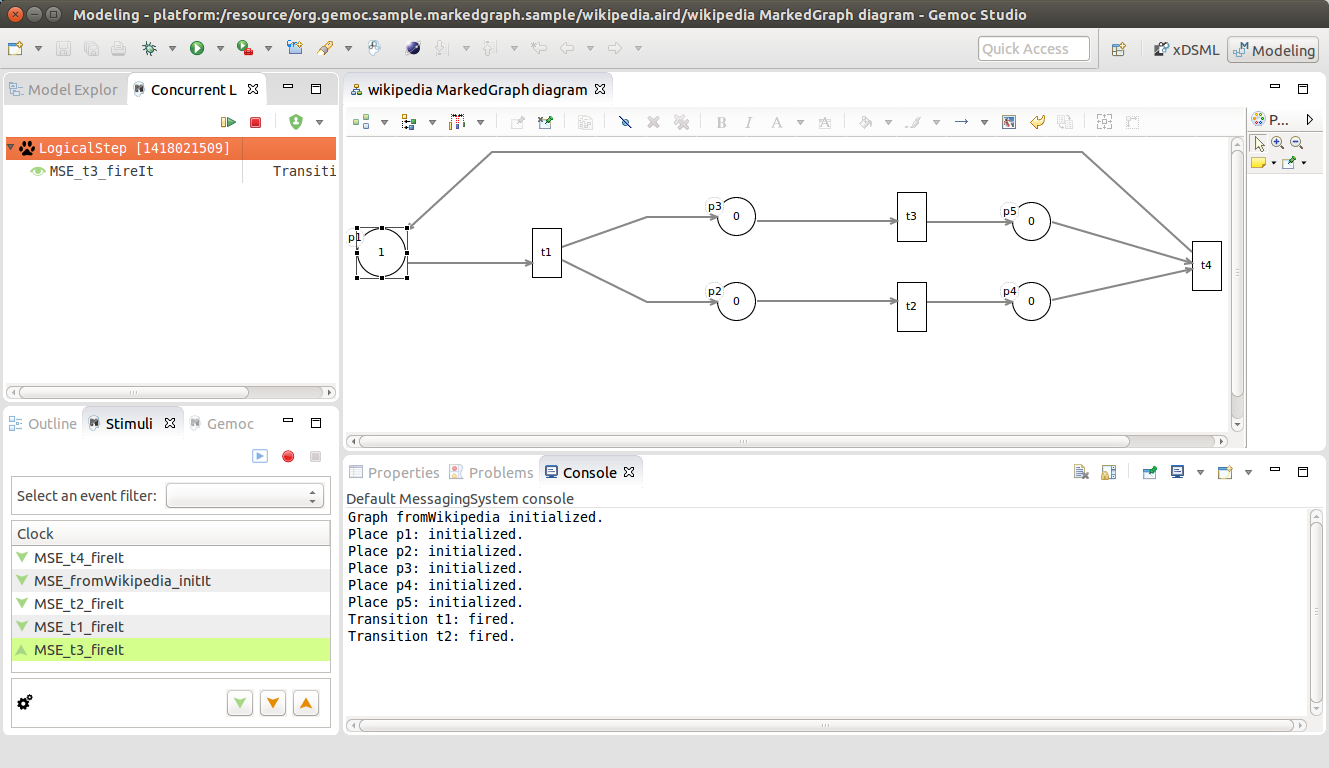 Modeling - platform:/resource/org.gemoc.sample.markedgraph.sample/wikipedia.aird/wikipedia MarkedGraph diagram - Gemoc Studio
Quick Access
xDSML
Modeling
Model Explor
Concurrent L
LogicalStep [1418021509]
MSE_t3_fireIt Transiti
wikipedia MarkedGraph diagram
B I A A
P...
p1
1
t1
p3
0
t3
p5
0
t4
p2
0
t2
p4
0
Outline
Stimuli
Gemoc
Select an event filter:
Clock
MSE_t4_fireIt
MSE_fromWikipedia_initIt
MSE_t2_fireIt
MSE_t1_fireIt
MSE_t3_fireIt
Properties
Problems
Console
Default MessagingSystem console
Graph fromWikipedia initialized.
Place p1: initialized.
Place p2: initialized.
Place p3: initialized.
Place p4: initialized.
Place p5: initialized.
Transition t1: fired.
Transition t2: fired.